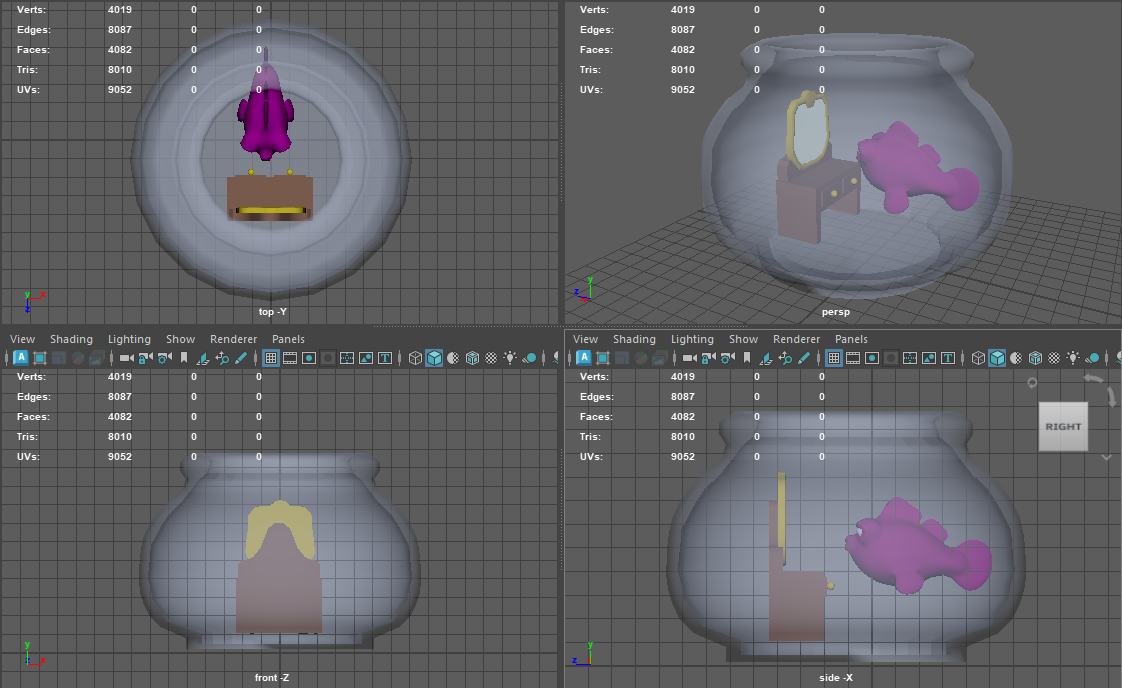 Verts: 4019 0 0
Edges: 8087 0 0
Faces: 4082 0 0
Tris: 8010 0 0
UVs: 9052 0 0
y x
z
top -Y
Verts: 4019 0 0
Edges: 8087 0 0
Faces: 4082 0 0
Tris: 8010 0 0
UVs: 9052 0 0
y
z
x
persp
View Shading Lighting Show Renderer Panels
A T
Verts: 4019 0 0
Edges: 8087 0 0
Faces: 4082 0 0
Tris: 8010 0 0
UVs: 9052 0 0
y
z x
front -Z
View Shading Lighting Show Renderer Panels
A T
Verts: 4019 0 0
Edges: 8087 0 0
Faces: 4082 0 0
Tris: 8010 0 0
UVs: 9052 0 0
RIGHT
y
z
side -X